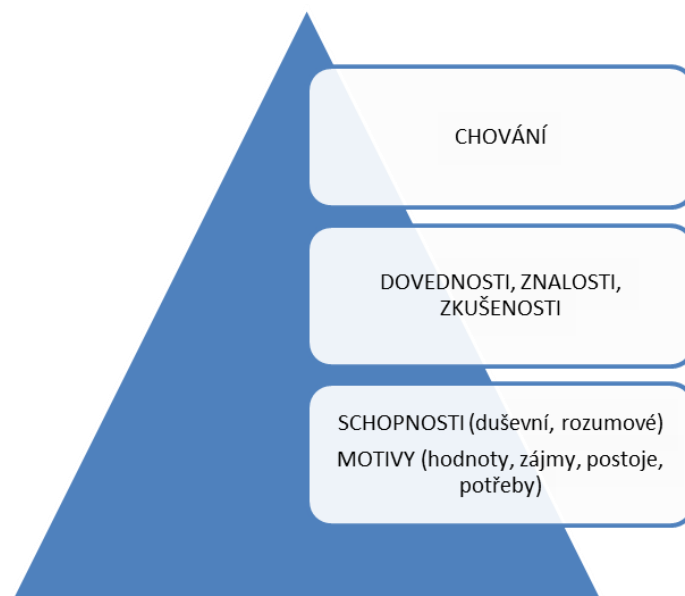 CHOVÁNÍ
DOVEDNOSTI, ZNALOSTI,
ZKUŠENOSTI
SCHOPNOSTI (duševní, rozumové)
MOTIVY (hodnoty, zájmy, postoje,
potřeby)